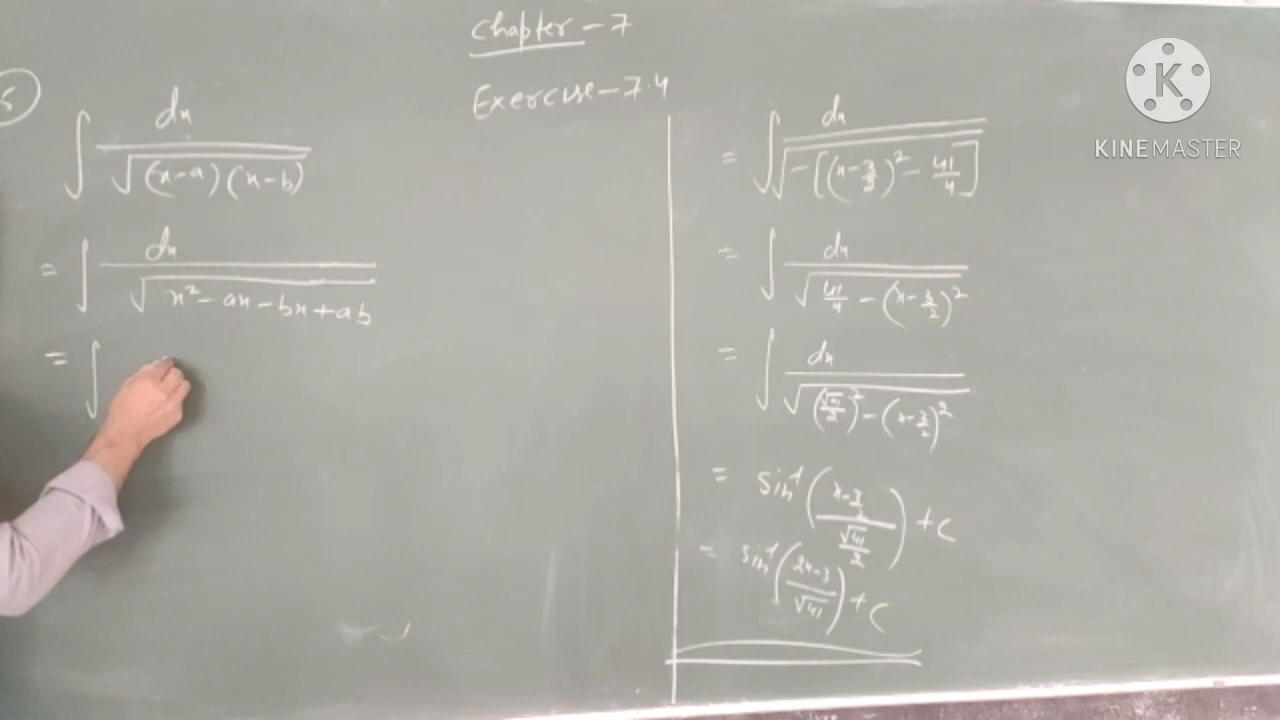 Chapter - 7
Exercise - 7.4
5
∫ dx / √(x-a)(x-b)
= ∫ dx / √x² - ax - bx + ab
= ∫
= ∫ dx / √-[(x - 3/2)² - 41/4]
= ∫ dx / √41/4 - (x - 3/2)²
= ∫ dx / √(√41/2)² - (x - 3/2)²
= sin⁻¹ (x - 3/2 / √41/2) + c
= sin⁻¹ (2x-3 / √41) + c
K
KINEMASTER